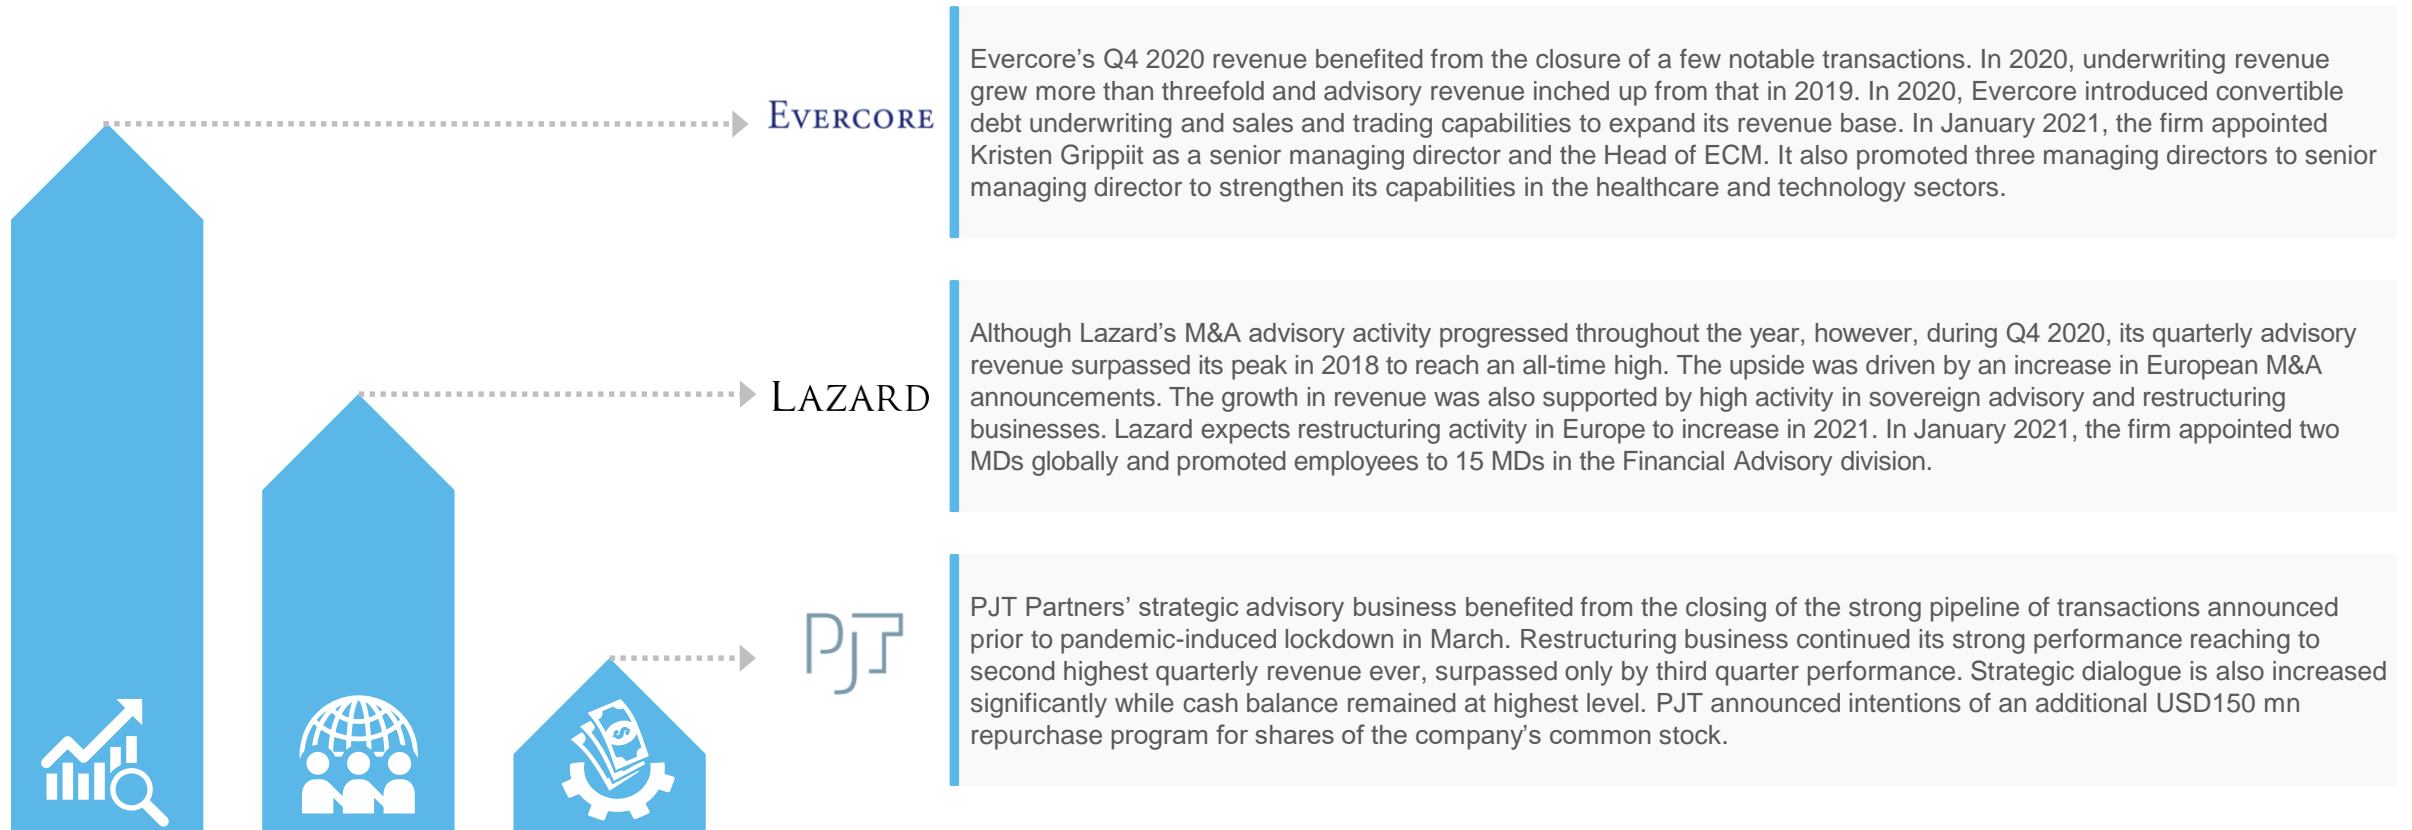 EVERCORE
Evercore’s Q4 2020 revenue benefited from the closure of a few notable transactions. In 2020, underwriting revenue
grew more than threefold and advisory revenue inched up from that in 2019. In 2020, Evercore introduced convertible
debt underwriting and sales and trading capabilities to expand its revenue base. In January 2021, the firm appointed
Kristen Grippiit as a senior managing director and the Head of ECM. It also promoted three managing directors to senior
managing director to strengthen its capabilities in the healthcare and technology sectors.
LAZARD
Although Lazard’s M&A advisory activity progressed throughout the year, however, during Q4 2020, its quarterly advisory
revenue surpassed its peak in 2018 to reach an all-time high. The upside was driven by an increase in European M&A
announcements. The growth in revenue was also supported by high activity in sovereign advisory and restructuring
businesses. Lazard expects restructuring activity in Europe to increase in 2021. In January 2021, the firm appointed two
MDs globally and promoted employees to 15 MDs in the Financial Advisory division.
PJT
PJT Partners’ strategic advisory business benefited from the closing of the strong pipeline of transactions announced
prior to pandemic-induced lockdown in March. Restructuring business continued its strong performance reaching to
second highest quarterly revenue ever, surpassed only by third quarter performance. Strategic dialogue is also increased
significantly while cash balance remained at highest level. PJT announced intentions of an additional USD150 mn
repurchase program for shares of the company’s common stock.
$